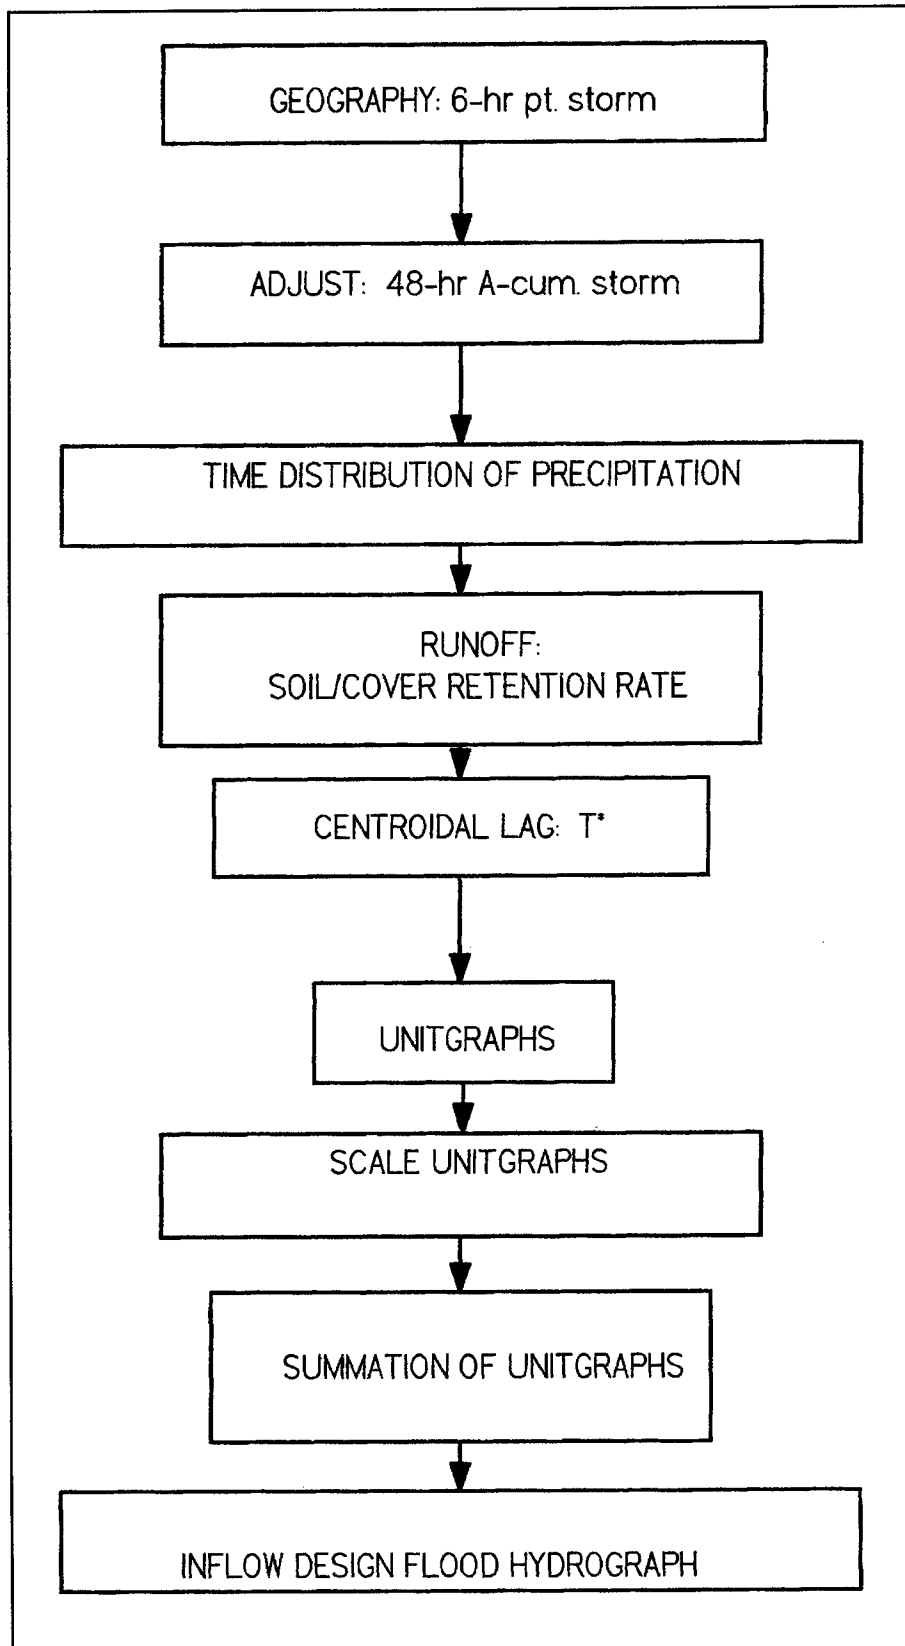 GEOGRAPHY: 6-hr pt. storm
ADJUST: 48-hr A-cum. storm
TIME DISTRIBUTION OF PRECIPITATION
RUNOFF:
SOIL/COVER RETENTION RATE
CENTROIDAL LAG: T*
UNITGRAPHS
SCALE UNITGRAPHS
SUMMATION OF UNITGRAPHS
INFLOW DESIGN FLOOD HYDROGRAPH